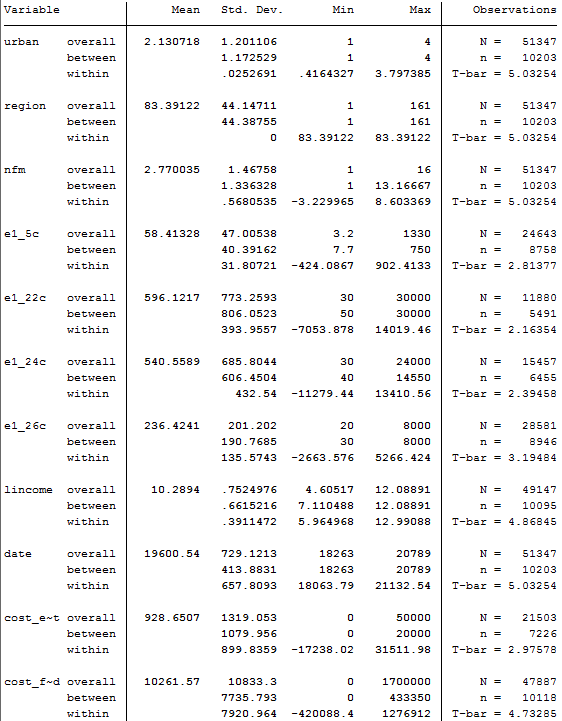 Variable Mean Std. Dev. Min Max Observations
urban overall 2.130718 1.201106 1 4 N = 51347
between 1.172529 1 4 n = 10203
within .0252691 .4164327 3.797385 T-bar = 5.03254
region overall 83.39122 44.14711 1 161 N = 51347
between 44.38755 1 161 n = 10203
within 0 83.39122 83.39122 T-bar = 5.03254
nfm overall 2.770035 1.46758 1 16 N = 51347
between 1.336328 1 13.16667 n = 10203
within .5680535 -3.229965 8.603369 T-bar = 5.03254
e1_5c overall 58.41328 47.00538 3.2 1330 N = 24643
between 40.39162 7.7 750 n = 8758
within 31.80721 -424.0867 902.4133 T-bar = 2.81377
e1_22c overall 596.1217 773.2593 30 30000 N = 11880
between 806.0523 50 30000 n = 5491
within 393.9557 -7053.878 14019.46 T-bar = 2.16354
e1_24c overall 540.5589 685.8044 30 24000 N = 15457
between 606.4504 40 14550 n = 6455
within 432.54 -11279.44 13410.56 T-bar = 2.39458
e1_26c overall 236.4241 201.202 20 8000 N = 28581
between 190.7685 30 8000 n = 8946
within 135.5743 -2663.576 5266.424 T-bar = 3.19484
lincome overall 10.2894 .7524976 4.60517 12.08891 N = 49147
between .6615216 7.110488 12.08891 n = 10095
within .3911472 5.964968 12.99088 T-bar = 4.86845
date overall 19600.54 729.1213 18263 20789 N = 51347
between 413.8831 18263 20789 n = 10203
within 657.8093 18063.79 21132.54 T-bar = 5.03254
cost_e~t overall 928.6507 1319.053 0 50000 N = 21503
between 1079.956 0 20000 n = 7226
within 899.8359 -17238.02 31511.98 T-bar = 2.97578
cost_f~d overall 10261.57 10833.3 0 1700000 N = 47887
between 7735.793 0 433350 n = 10118
within 7920.964 -420088.4 1276912 T-bar = 4.73285